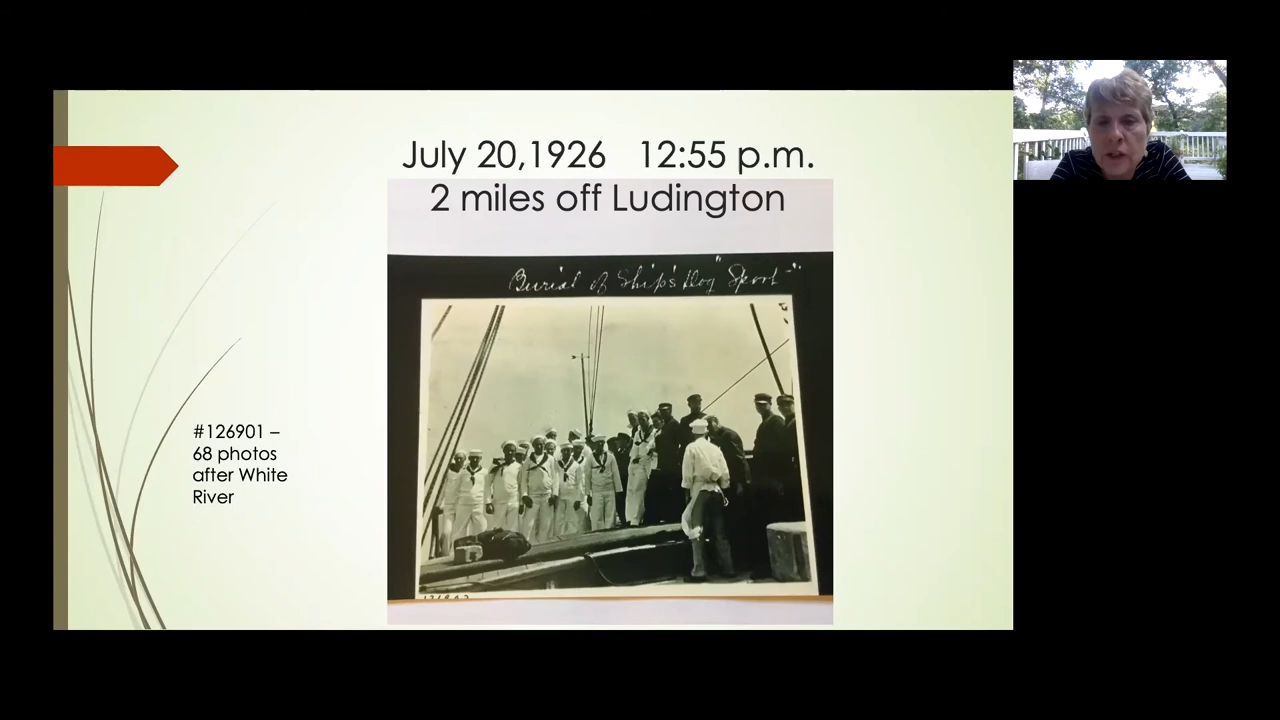 July 20,1926 12:55 p.m.
2 miles off Ludington
Burial of Ship's Dog "Sport-"
#126901 –
68 photos
after White
River